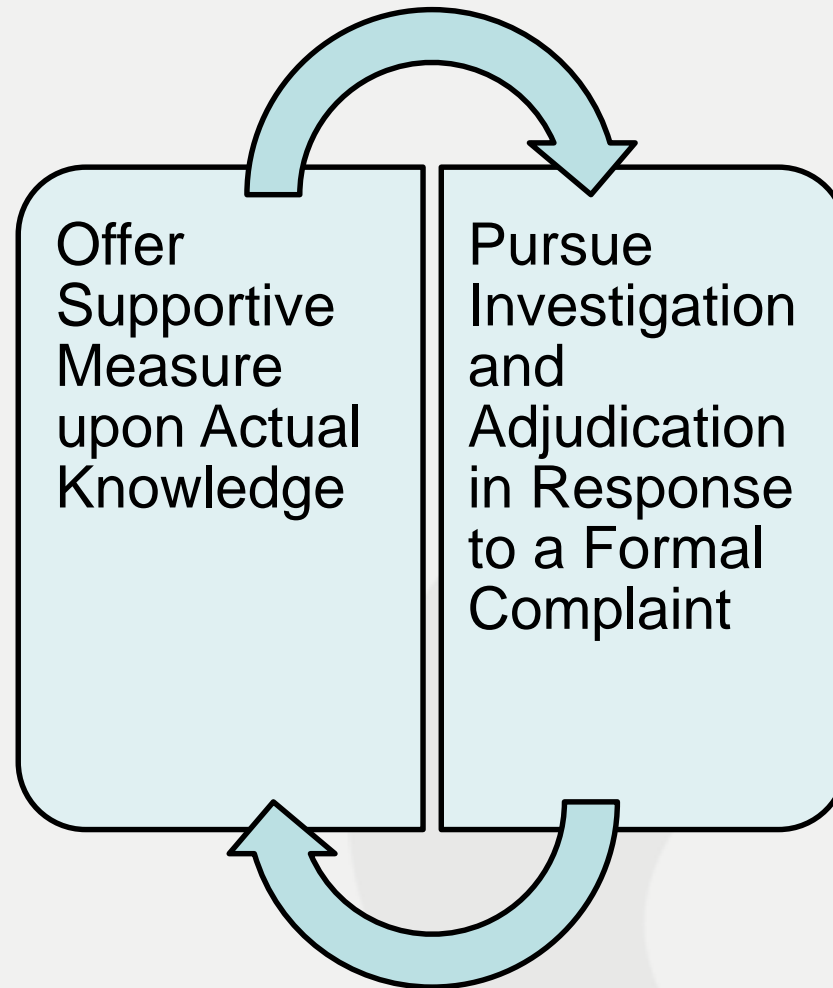 Offer
Supportive
Measure
upon Actual
Knowledge
Pursue
Investigation
and
Adjudication
in Response
to a Formal
Complaint